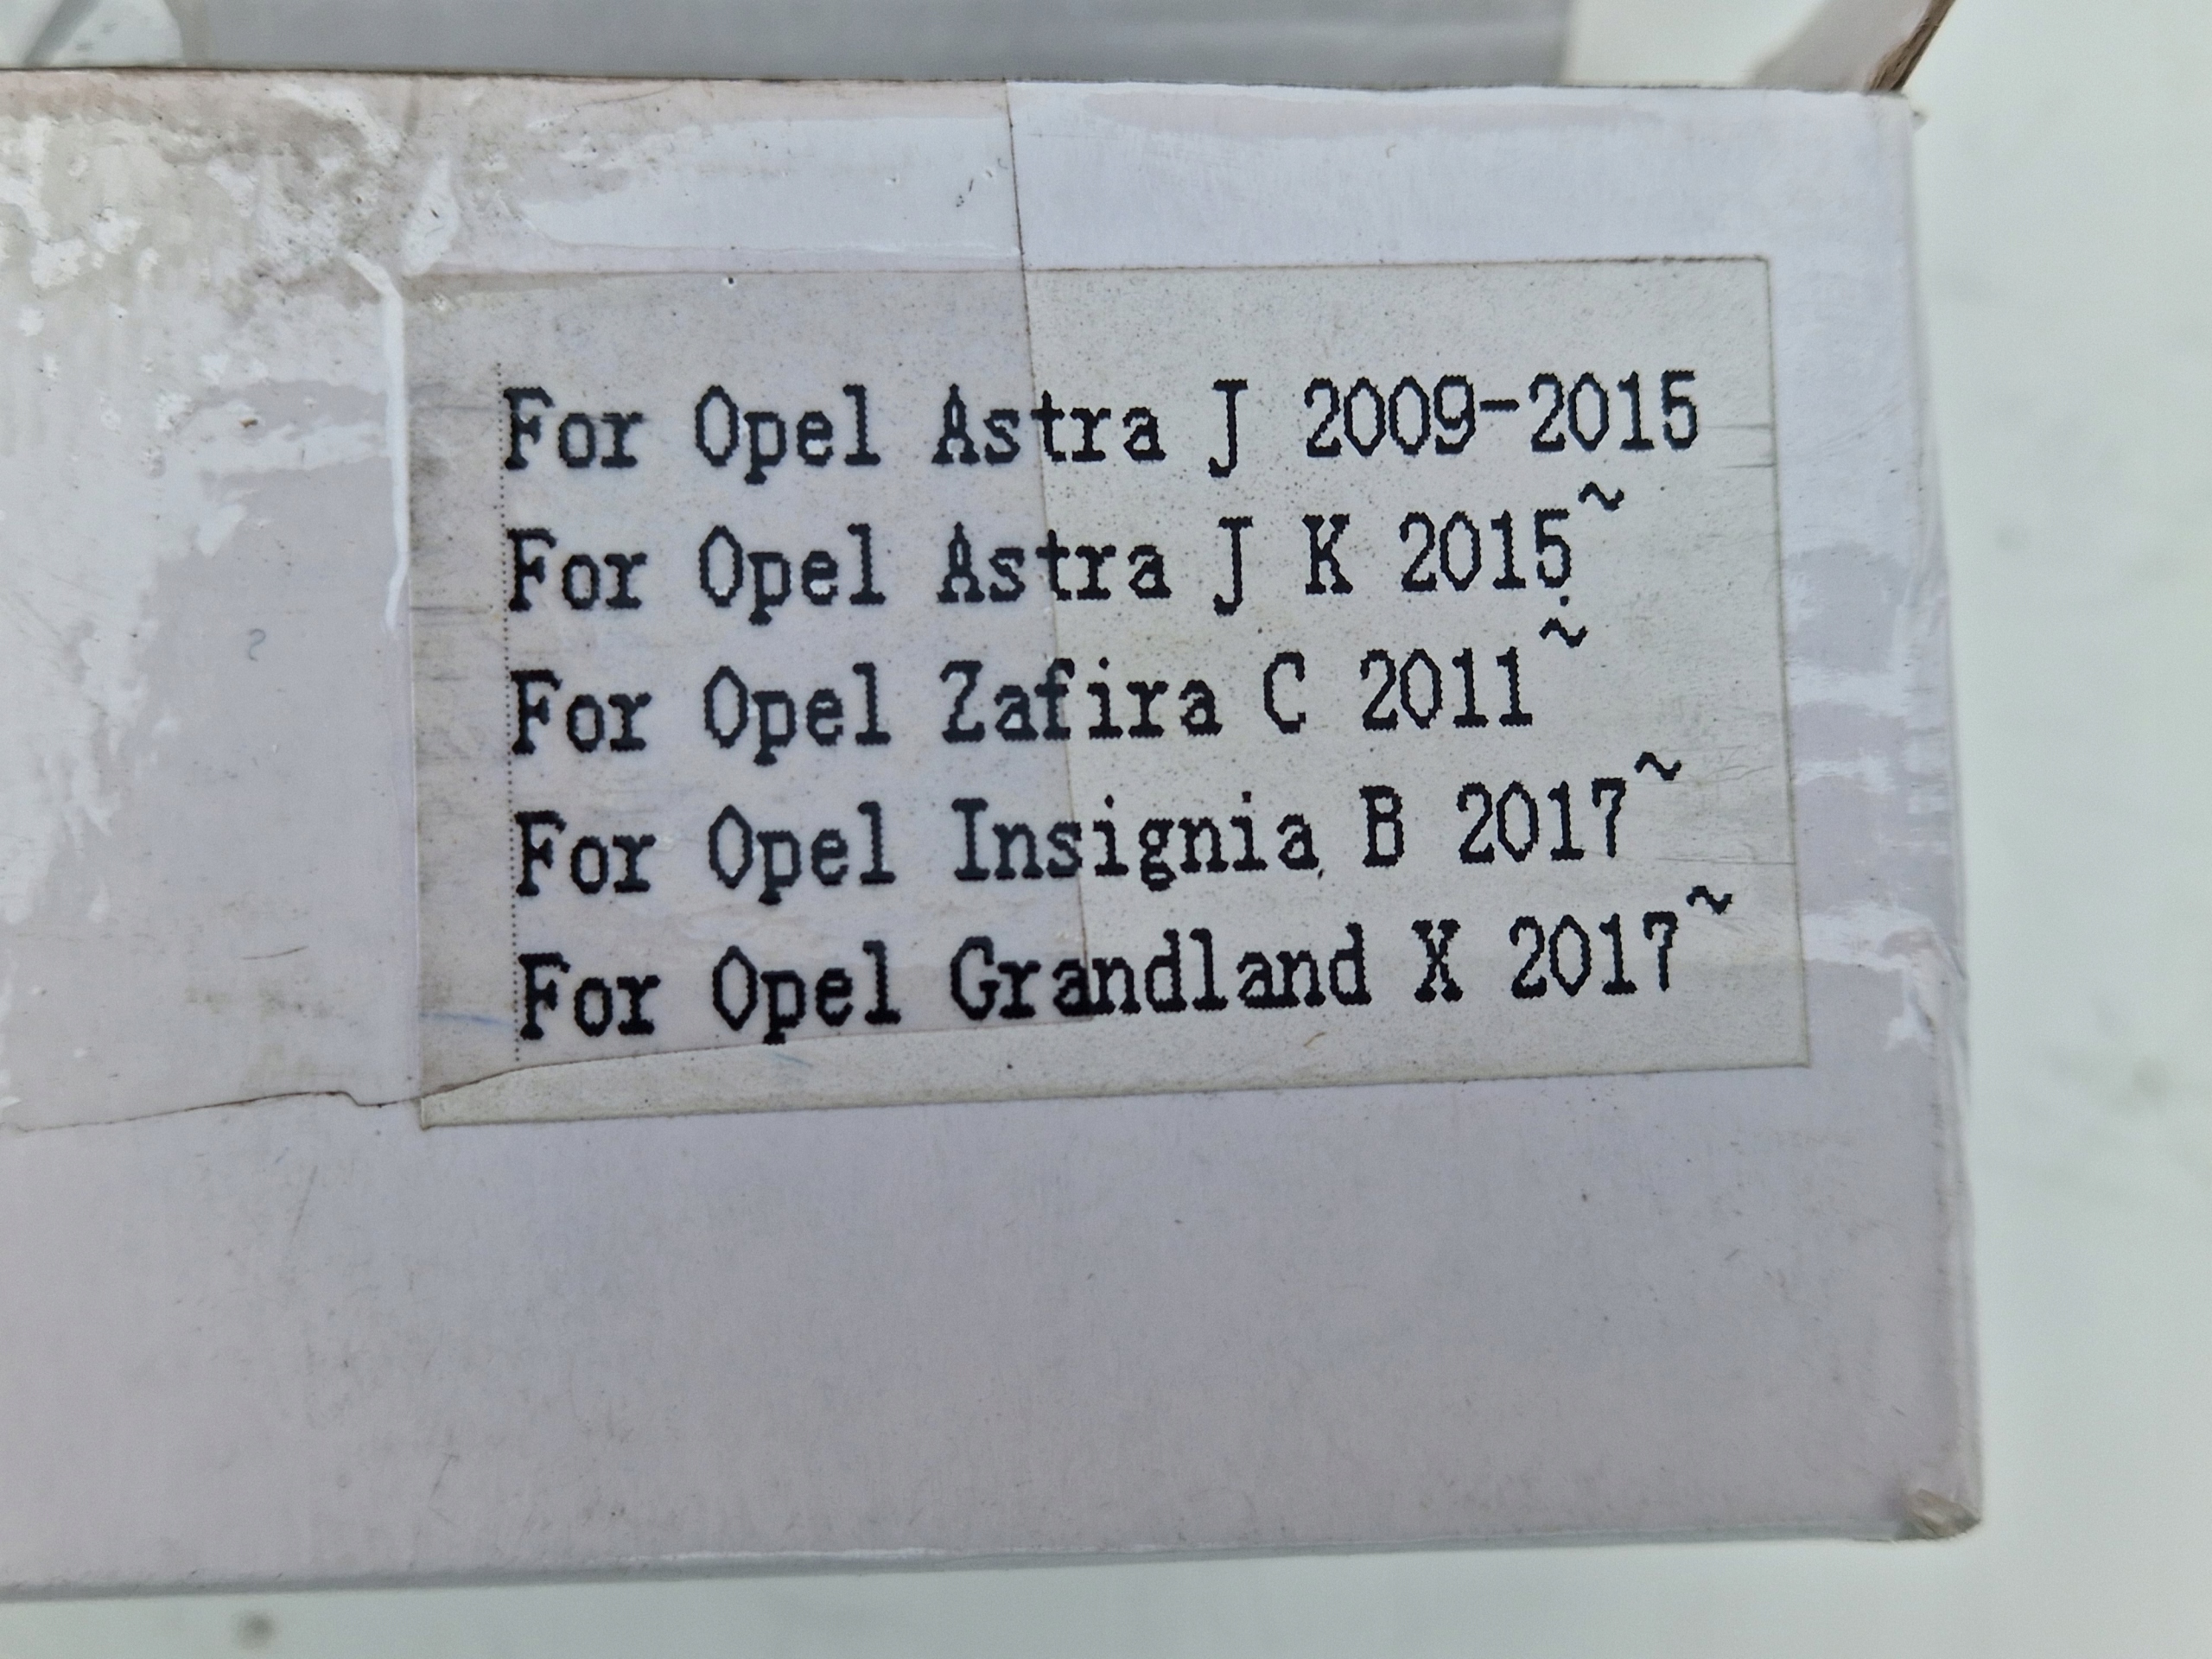 For Opel Astra J 2009-2015
For Opel Astra J K 2015~
For Opel Zafira C 2011~
For Opel Insignia B 2017~
For Opel Grandland X 2017~